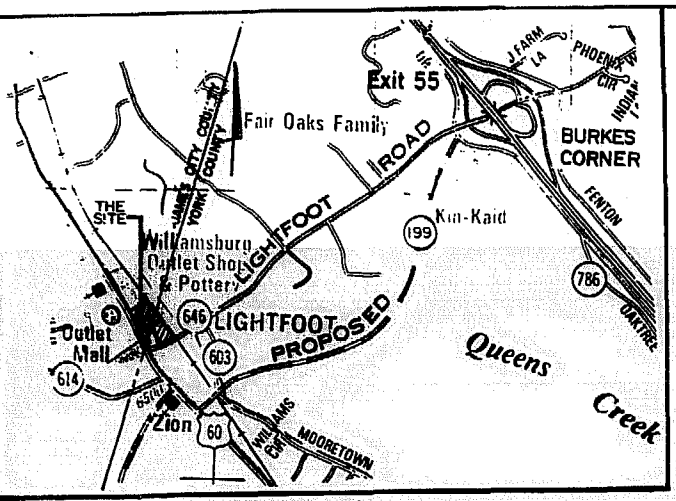 Exit 55
J FARM
LA
PHOENIX
CIR
INDIAN
BURKES
CORNER
JAMES CITY COUNTY
YORK COUNTY
Fair Oaks Family
LIGHTFOOT ROAD
THE
SITE
Williamsburg
Outlet Shop
& Pottery
199
Kin-Kaid
FENTON
786
OAKTREE
646
LIGHTFOOT
PROPOSED
Outlet
Mall
603
614
Queens
Creek
Zion
60
WILLIAMS
CIR
MOORETOWN